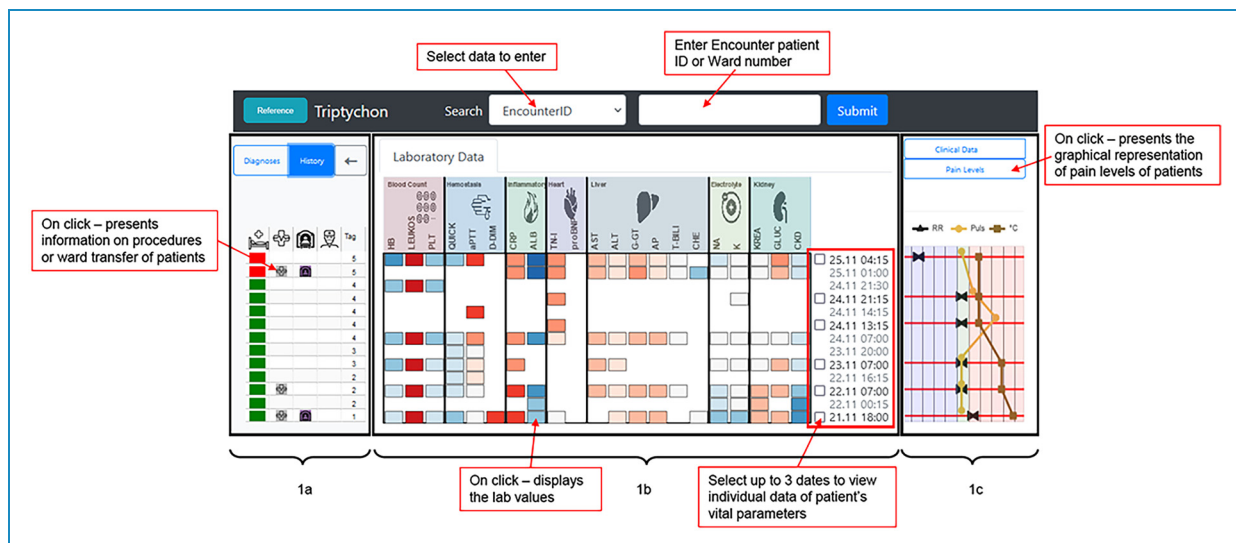 Select data to enter
Enter Encounter patient
ID or Ward number
Reference
Triptychon
Search
EncounterID
Submit
Diagnoses
History
←
Laboratory Data
Clinical Data
Pain Levels
On click – presents the
graphical representation
of pain levels of patients
On click – presents
information on procedures
or ward transfer of patients
Blood Count
Hemostasis
Inflammatory
Heart
Liver
Electrolyte
Kidney
HB
LEUKOS
PLT
QUICK
aPTT
D-DIM
CRP
ALB
TN-I
proBNP
AST
ALT
G-GT
AP
T-BILI
CHE
NA
K
KREA
GLUC
CKD
Tag
RR
Puls
°C
5
5
4
4
4
4
4
3
3
2
2
2
1
25.11 04:15
25.11 01:00
24.11 21:30
24.11 21:15
24.11 14:15
24.11 13:15
24.11 07:00
23.11 20:00
23.11 07:00
22.11 16:15
22.11 07:00
22.11 00:15
21.11 18:00
1a
1b
1c
On click – displays
the lab values
Select up to 3 dates to view
individual data of patient's
vital parameters